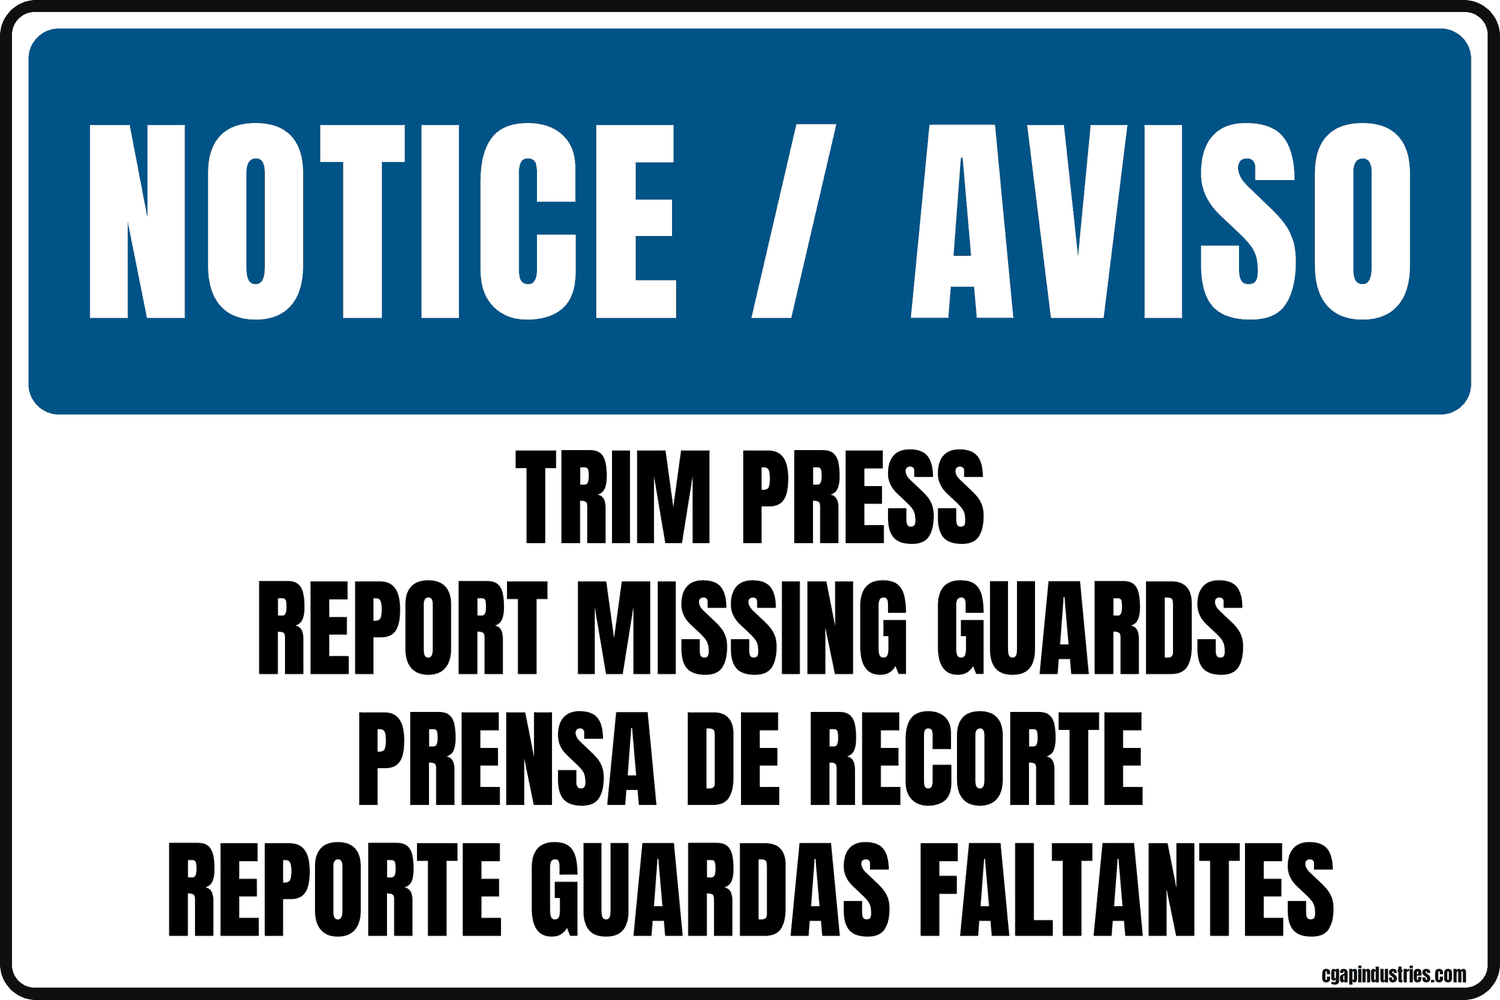 NOTICE / AVISO
TRIM PRESS
REPORT MISSING GUARDS
PRENSA DE RECORTE
REPORTE GUARDAS FALTANTES
cgapindustries.com